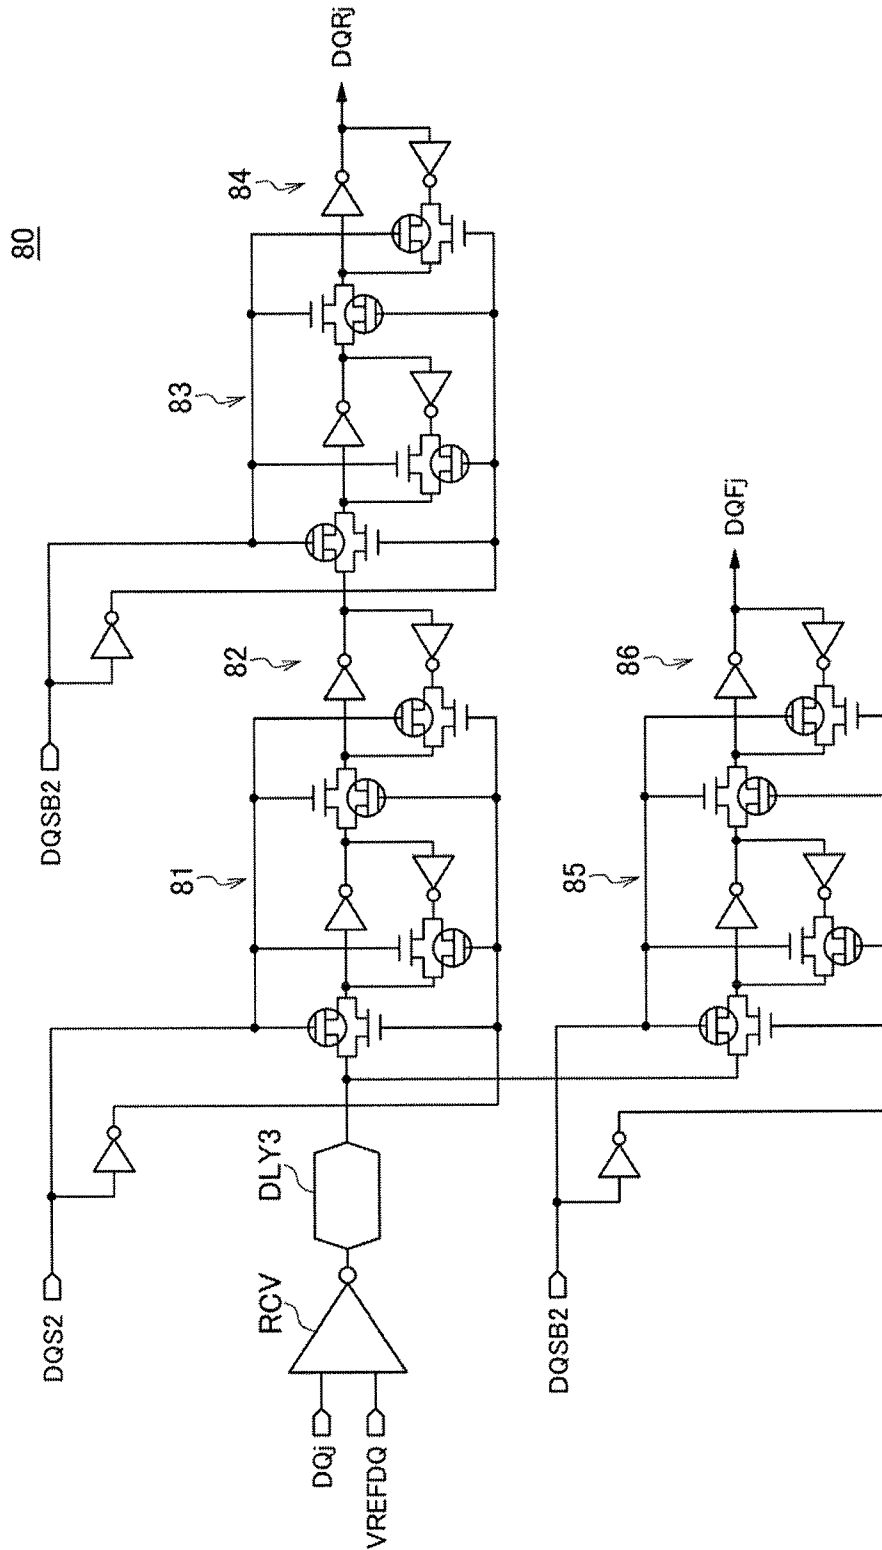 80
DQSB2
83
84
DQRj
DQS2
81
82
RCV
DLY3
DQj
VREFDQ
DQSB2
85
86
DQFj